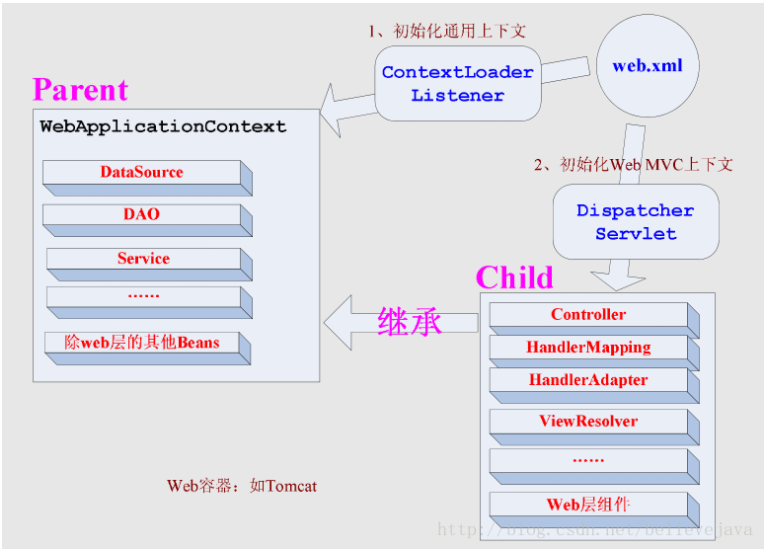 1、初始化通用上下文
web.xml
ContextLoader
Listener
Parent
WebApplicationContext
DataSource
DAO
Service
......
除web层的其他Beans
2、初始化Web MVC上下文
Dispatcher
Servlet
Child
继承
Controller
HandlerMapping
HandlerAdapter
ViewResolver
......
Web层组件
Web容器：如Tomcat
http://blog.csdn.net/believejava